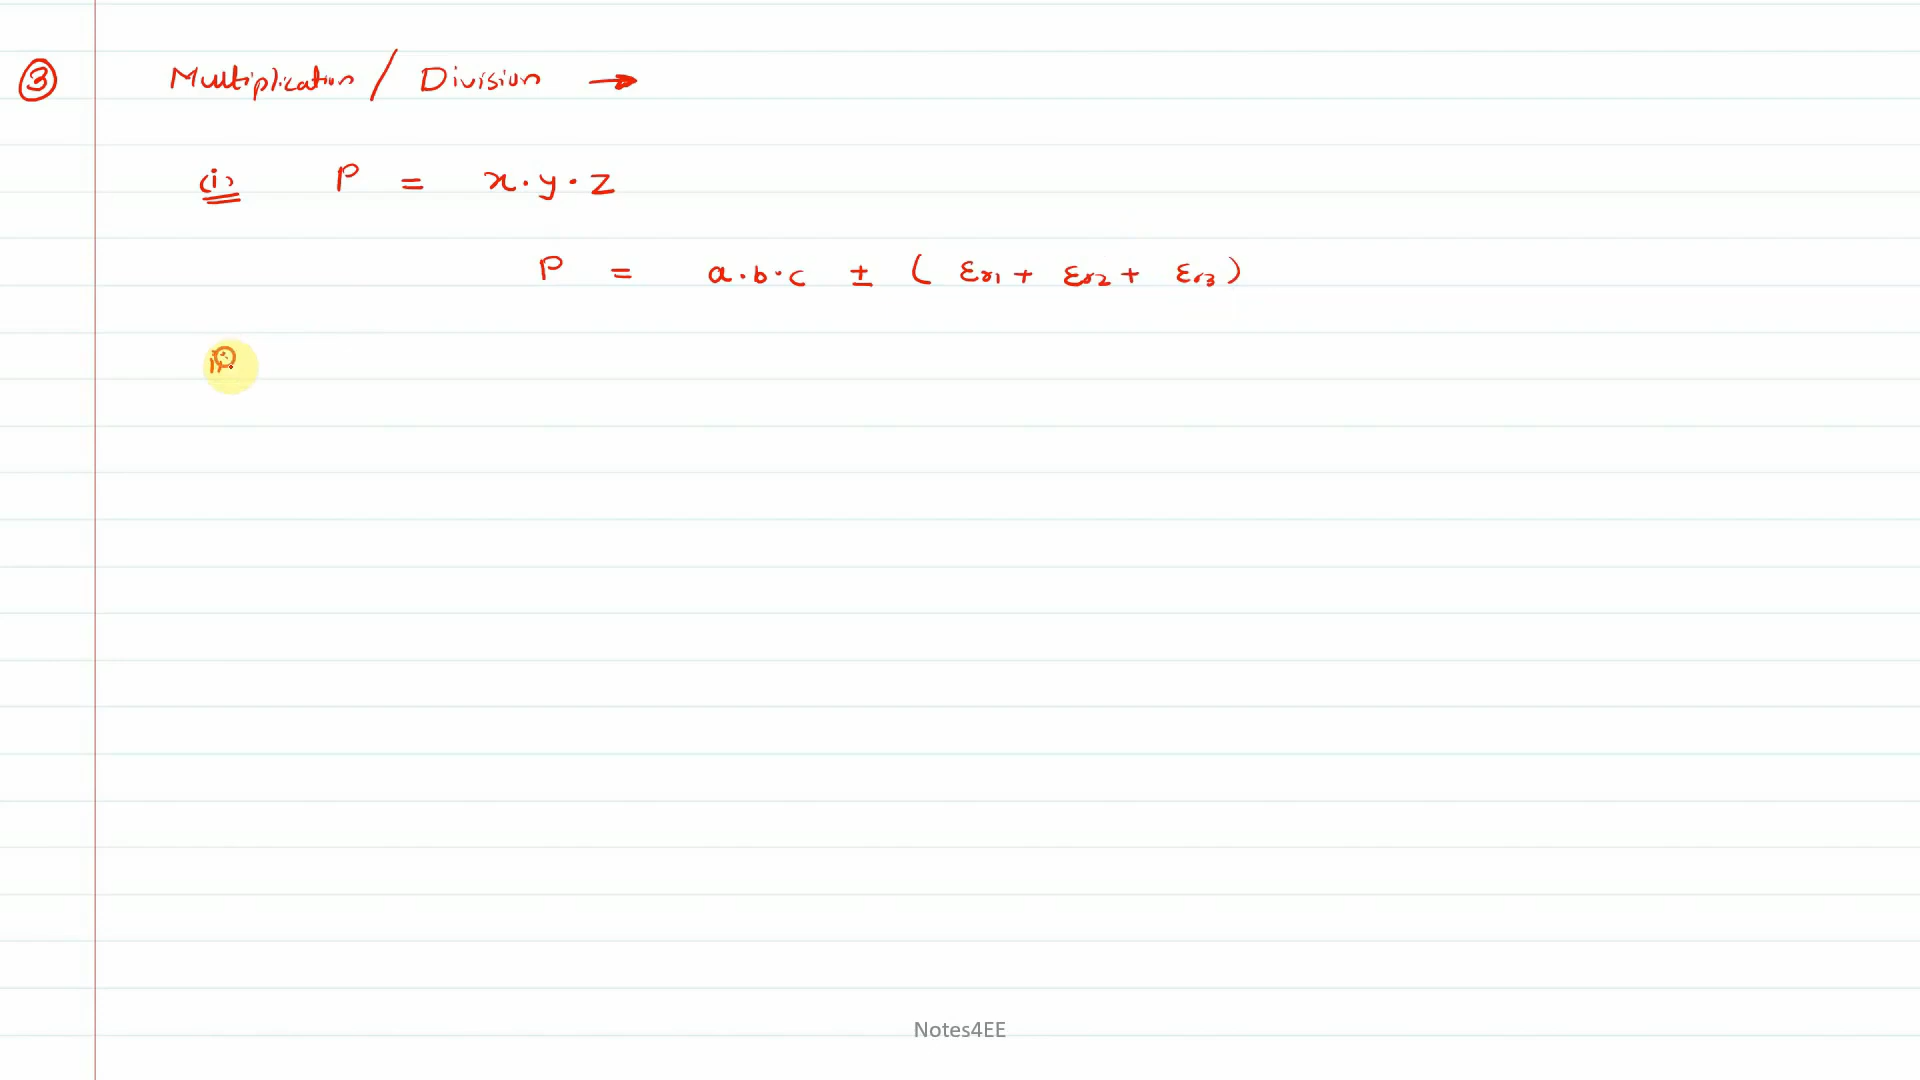 ③ Multiplication / Division →
(i) P = x · y · z
P = a · b · c ± ( εr1 + εr2 + εr3 )
Notes4EE